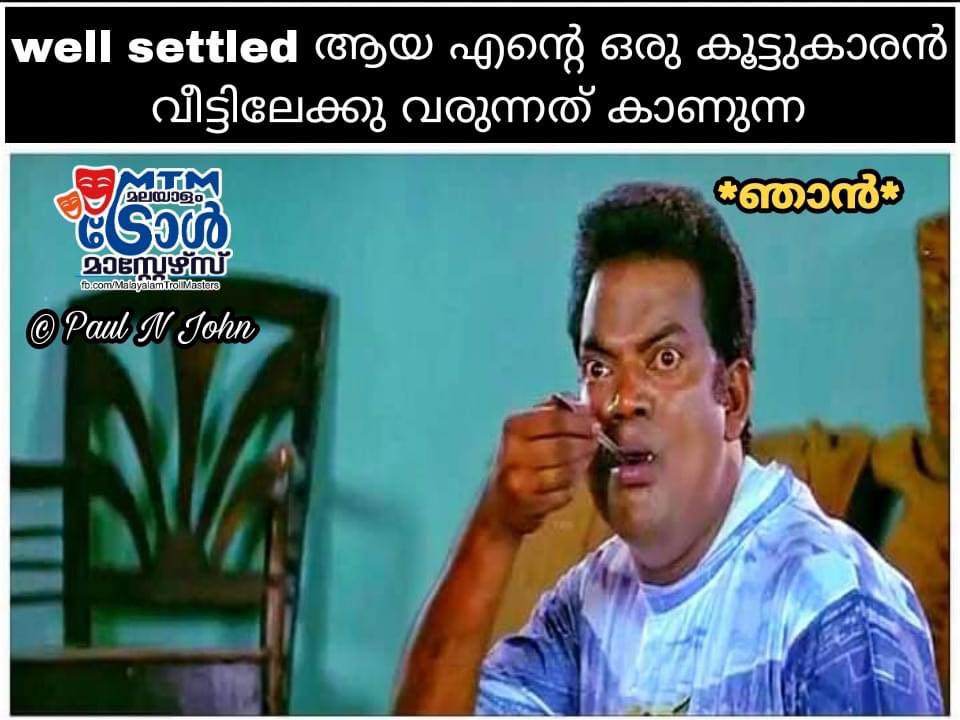 well settled ആയ എന്റെ ഒരു കൂട്ടുകാരൻ
വീട്ടിലേക്കു വരുന്നത് കാണുന്ന
MTM
മലയാളം
ട്രോൾ
മാസ്റ്റേഴ്സ്
fb.com/MalayalamTrollMasters
*ഞാൻ*
© Paul N John